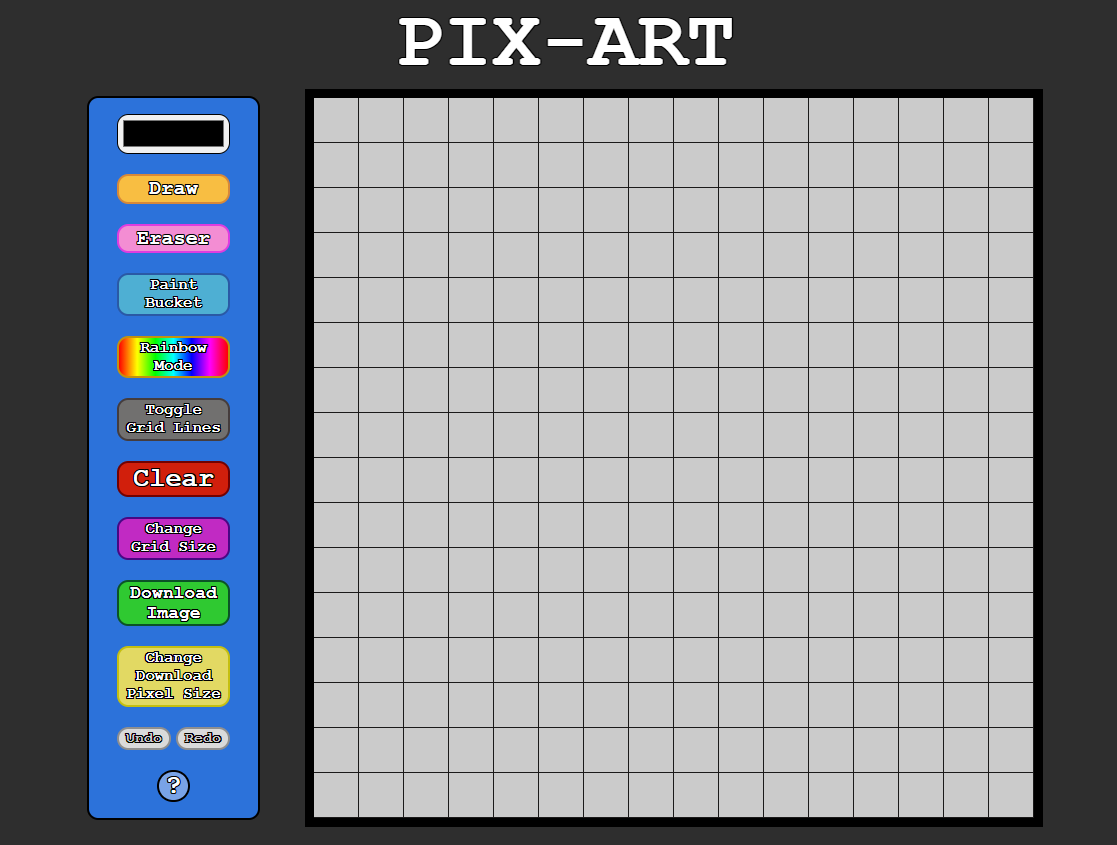 PIX-ART
Draw
Eraser
Paint
Bucket
Rainbow
Mode
Toggle
Grid Lines
Clear
Change
Grid Size
Download
Image
Change
Download
Pixel Size
Undo Redo
?